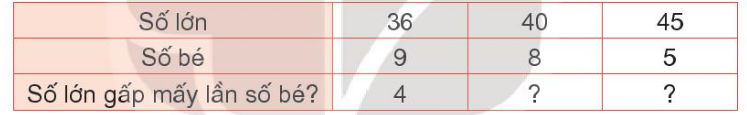 Số lớn 36 40 45
Số bé 9 8 5
Số lớn gấp mấy lần số bé? 4 ? ?